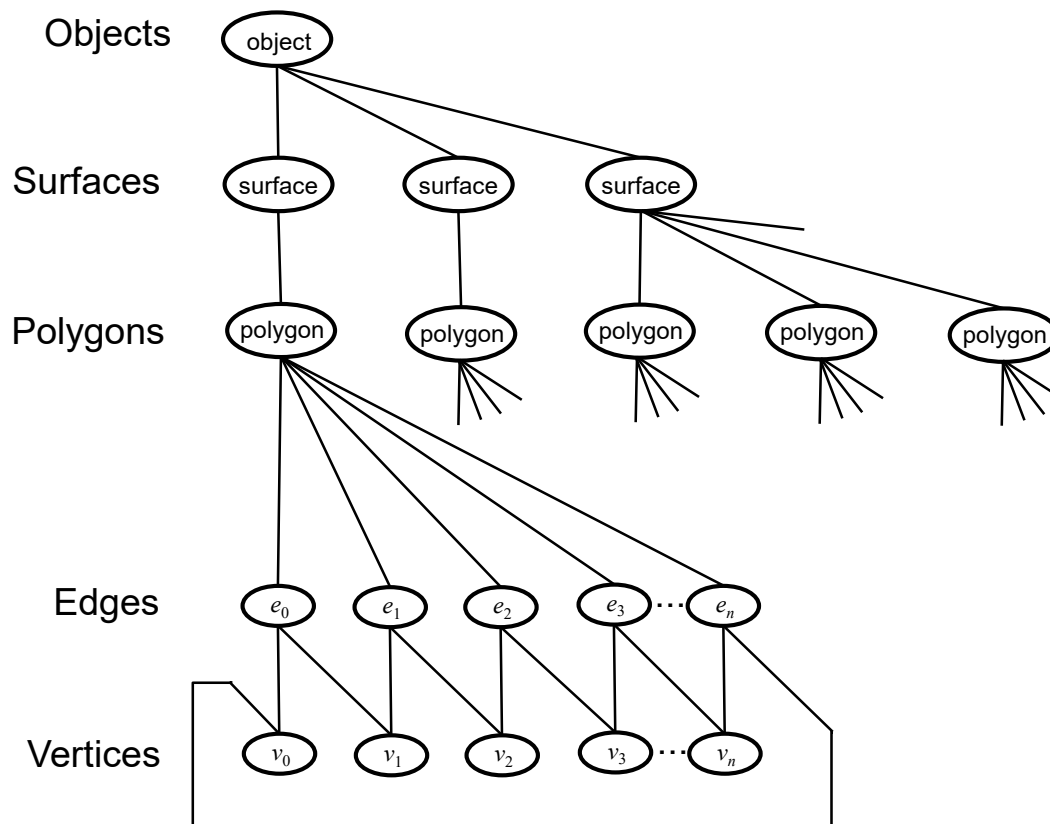 Objects object
Surfaces surface surface surface
Polygons polygon polygon polygon polygon polygon
Edges e₀ e₁ e₂ e₃ ... eₙ
Vertices v₀ v₁ v₂ v₃ ... vₙ